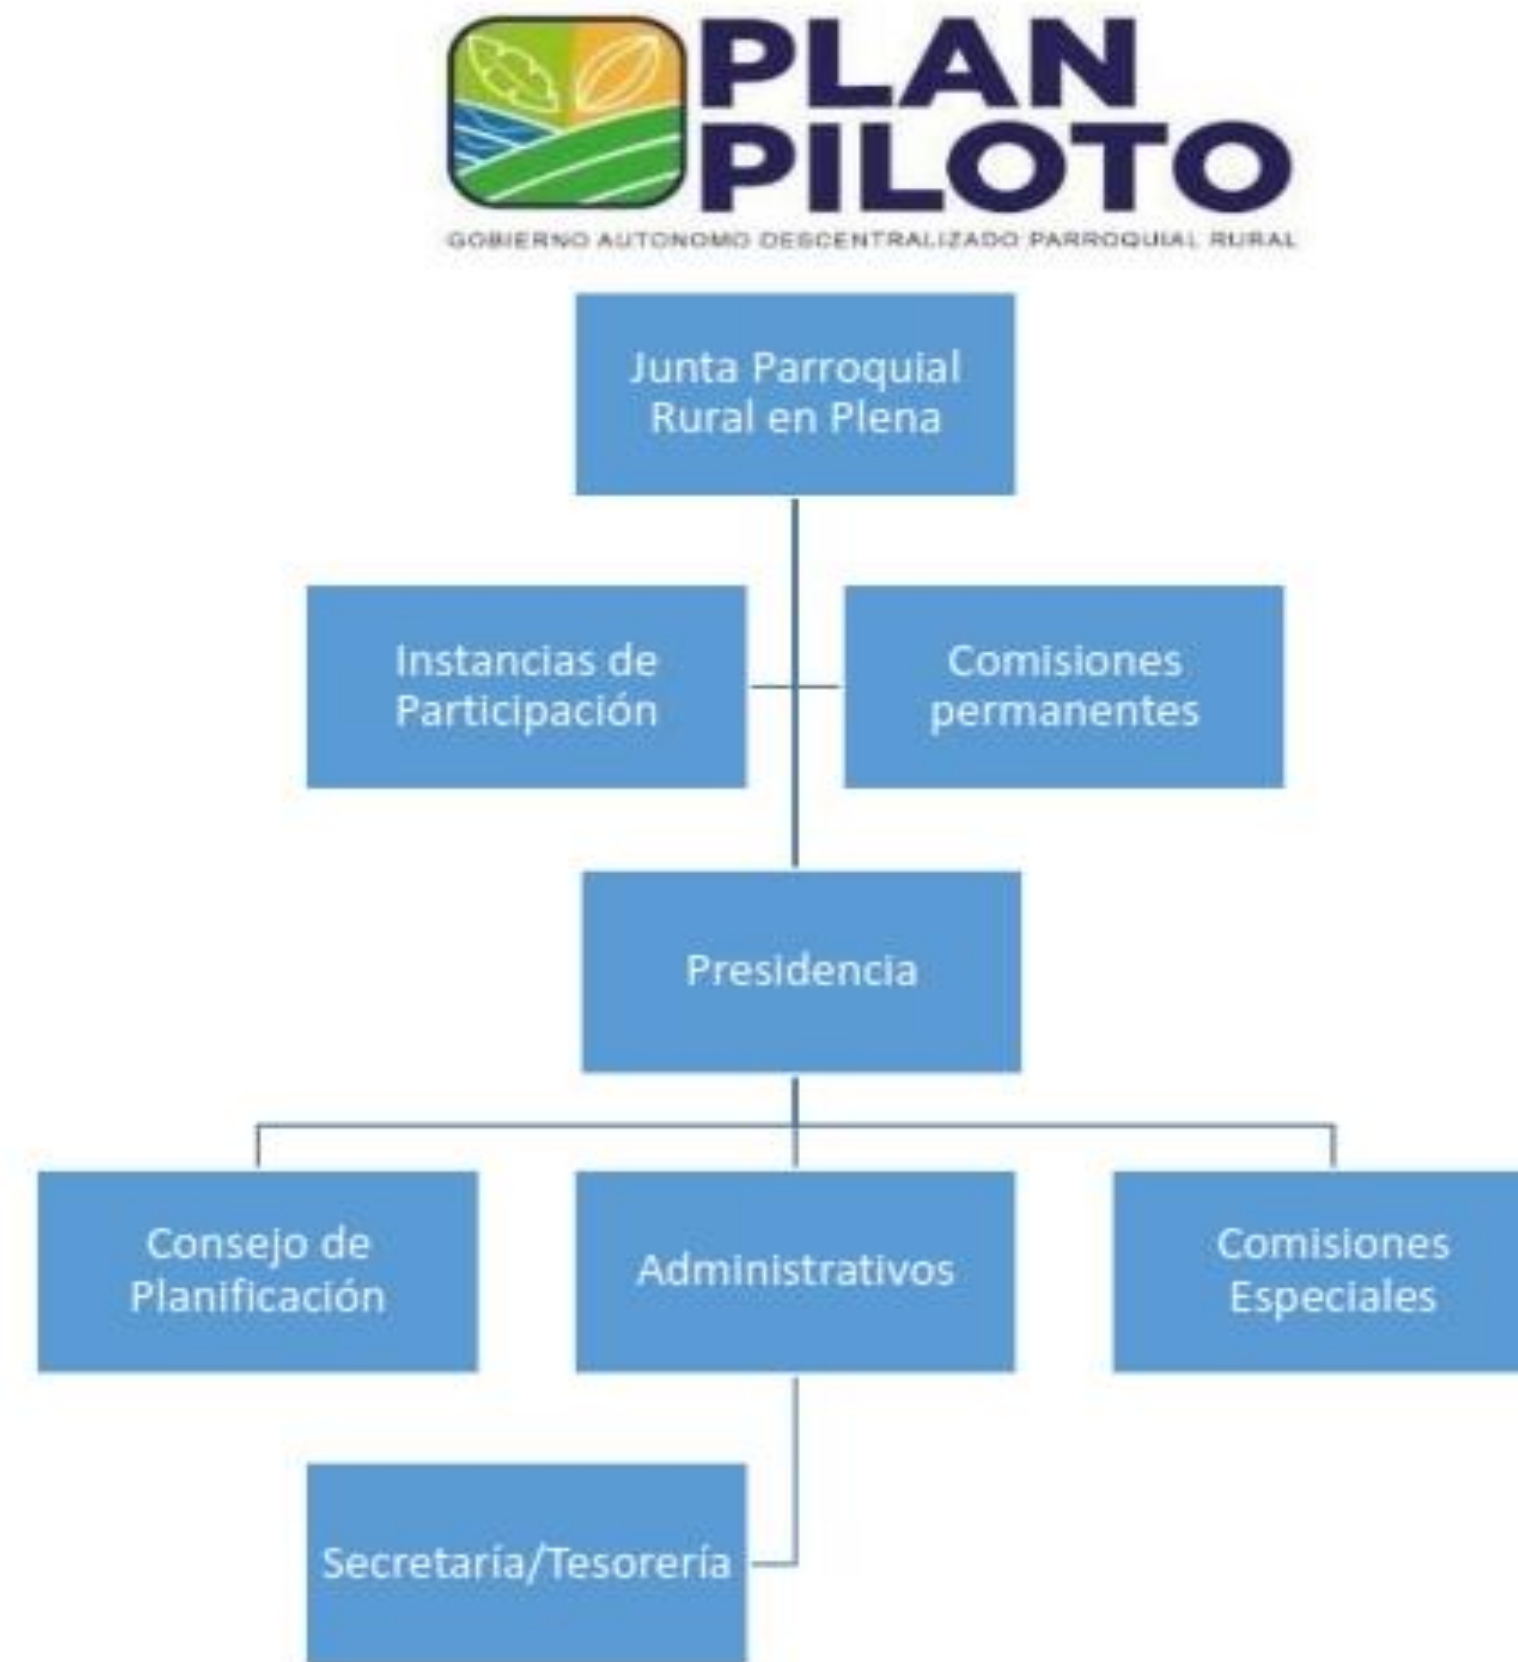 PLAN
PILOTO
GOBIERNO AUTONOMO DESCENTRALIZADO PARROQUIAL RURAL
Junta Parroquial
Rural en Plena
Instancias de
Participación
Comisiones
permanentes
Presidencia
Consejo de
Planificación
Administrativos
Comisiones
Especiales
Secretaría/Tesorería